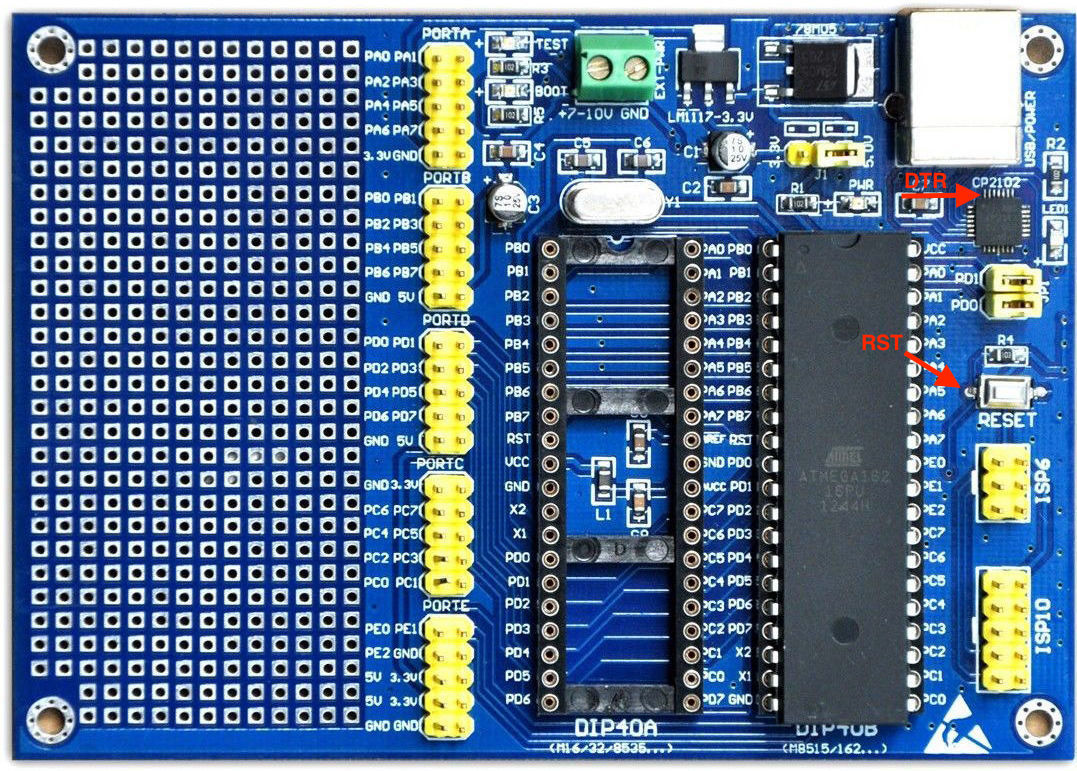 PORTA
PA0 PA1
PA2 PA3
PA4 PA5
PA6 PA7
3.3V GND
PORTB
PB0 PB1
PB2 PB3
PB4 PB5
PB6 PB7
GND 5V
PORTD
PD0 PD1
PD2 PD3
PD4 PD5
PD6 PD7
GND 5V
PORTC
GND 3.3V
PC6 PC7
PC4 PC5
PC2 PC3
PC0 PC1
PORTE
PE0 PE1
PE2 GND
5V 3.3V
5V 3.3V
GND GND
TEST
R3
BOOT
R5
C4
C3
+7-10V GND
C5
C6
Y1
LM1117-3.3V
78M05
C1
C2
3.3V
J1
5.0V
R1
PWR
USB/POWER
R2
DTR
CP2102
PD1
PD0
JP1
RST
R4
RESET
ISP6
ISP10
PB0
PB1
PB2
PB3
PB4
PB5
PB6
PB7
RST
VCC
GND
X2
X1
PD0
PD1
PD2
PD3
PD4
PD5
PD6
L1
PA0 PB0
PA1 PB1
PA2 PB2
PA3 PB3
PA4 PB4
PA5 PB5
PA6 PB6
PA7 PB7
RST
GND PD0
VCC PD1
PC7 PD2
PC6 PD3
PC5 PD4
PC4 PD5
PC3 PD6
PC2 PD7
PC1 X2
PC0 X1
PD7 GND
ATMEGA162
16PU
1244H
VCC
PA0
PA1
PA2
PA3
PA5
PA6
PA7
PE0
PE1
PE2
PC7
PC6
PC5
PC4
PC3
PC2
PC1
PC0
DIP40A
(M16/32/8535...)
DIP40B
(M8515/162...)